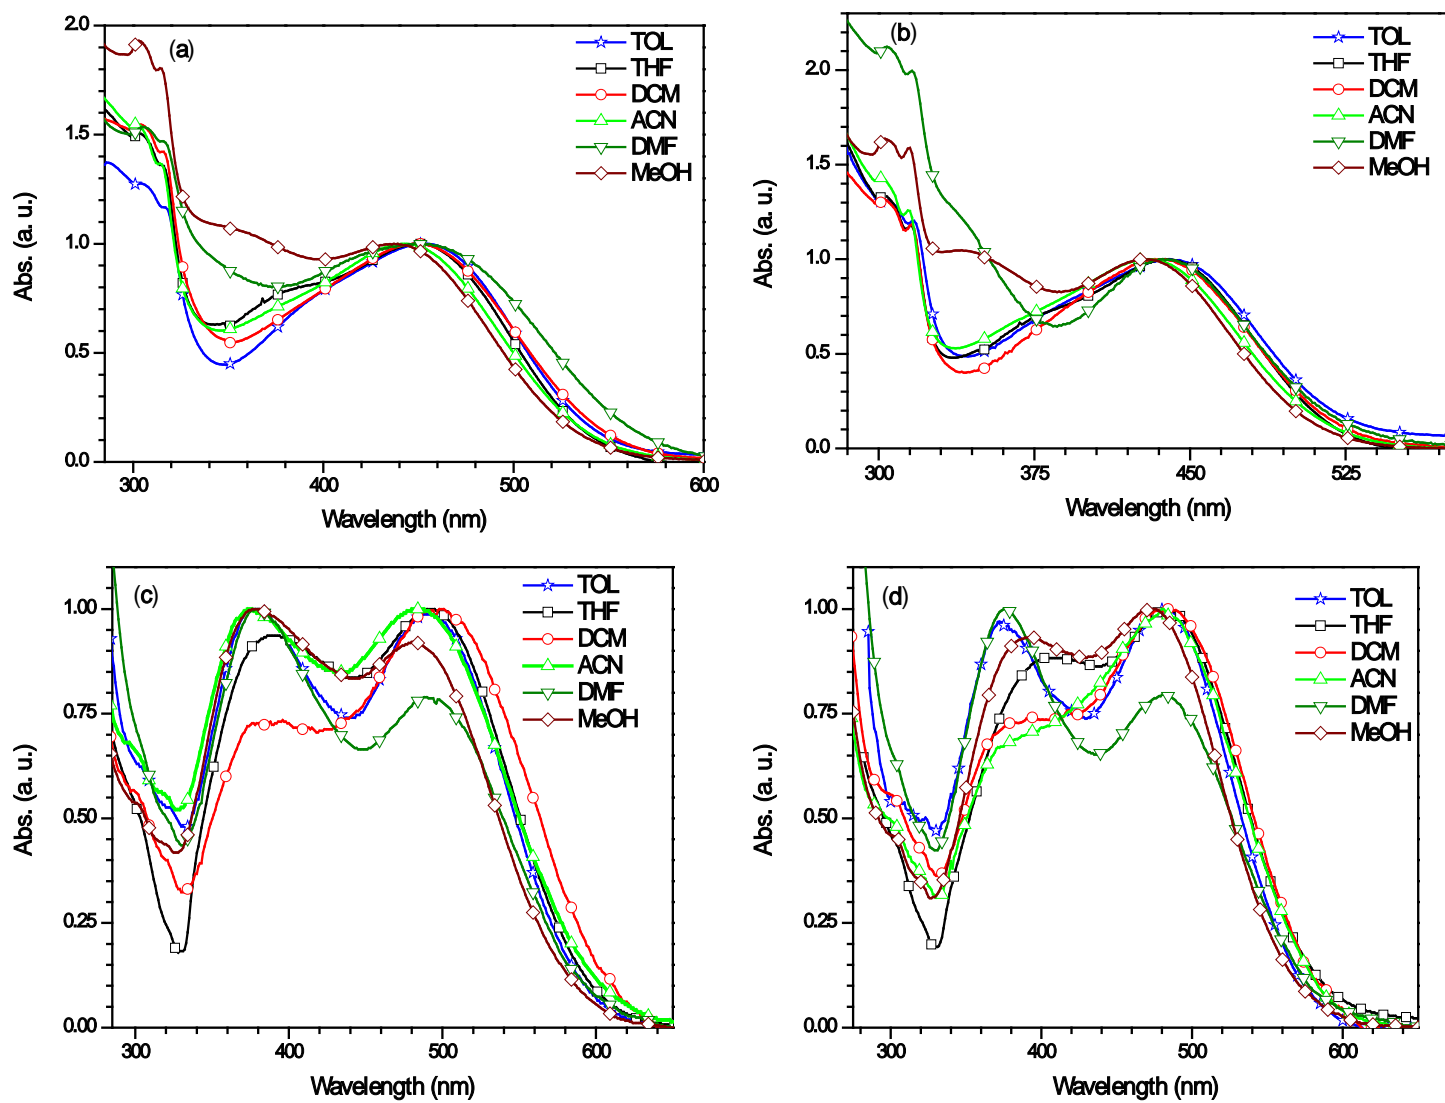 (a)
TOL
THF
DCM
ACN
DMF
MeOH
2.0
1.5
1.0
0.5
0.0
Abs. (a. u.)
300 400 500 600
Wavelength (nm)
(b)
TOL
THF
DCM
ACN
DMF
MeOH
2.0
1.5
1.0
0.5
0.0
Abs. (a. u.)
300 375 450 525
Wavelength (nm)
(c)
TOL
THF
DCM
ACN
DMF
MeOH
1.00
0.75
0.50
0.25
0.00
Abs. (a. u.)
300 400 500 600
Wavelength (nm)
(d)
TOL
THF
DCM
ACN
DMF
MeOH
1.00
0.75
0.50
0.25
0.00
Abs. (a. u.)
300 400 500 600
Wavelength (nm)